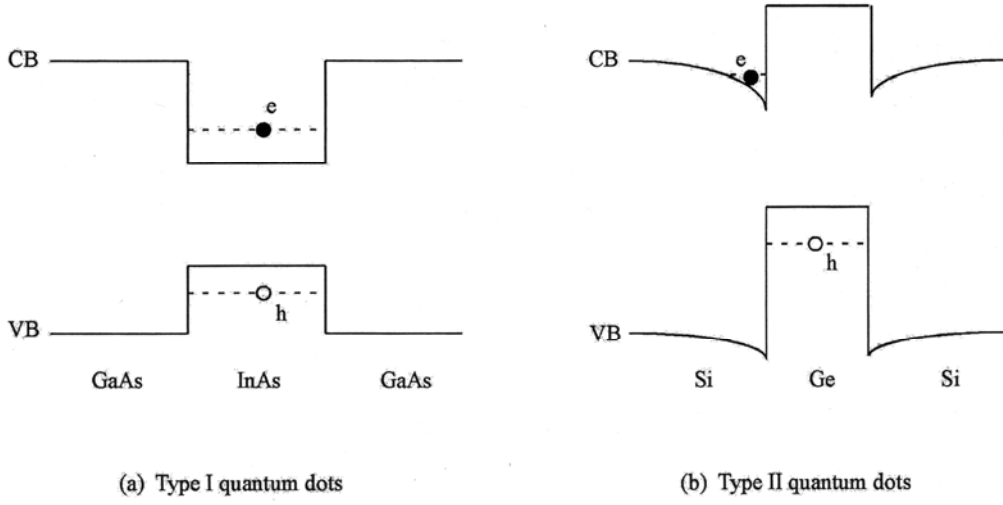 CB
e
h
VB
GaAs InAs GaAs
(a) Type I quantum dots
CB
e
h
VB
Si Ge Si
(b) Type II quantum dots